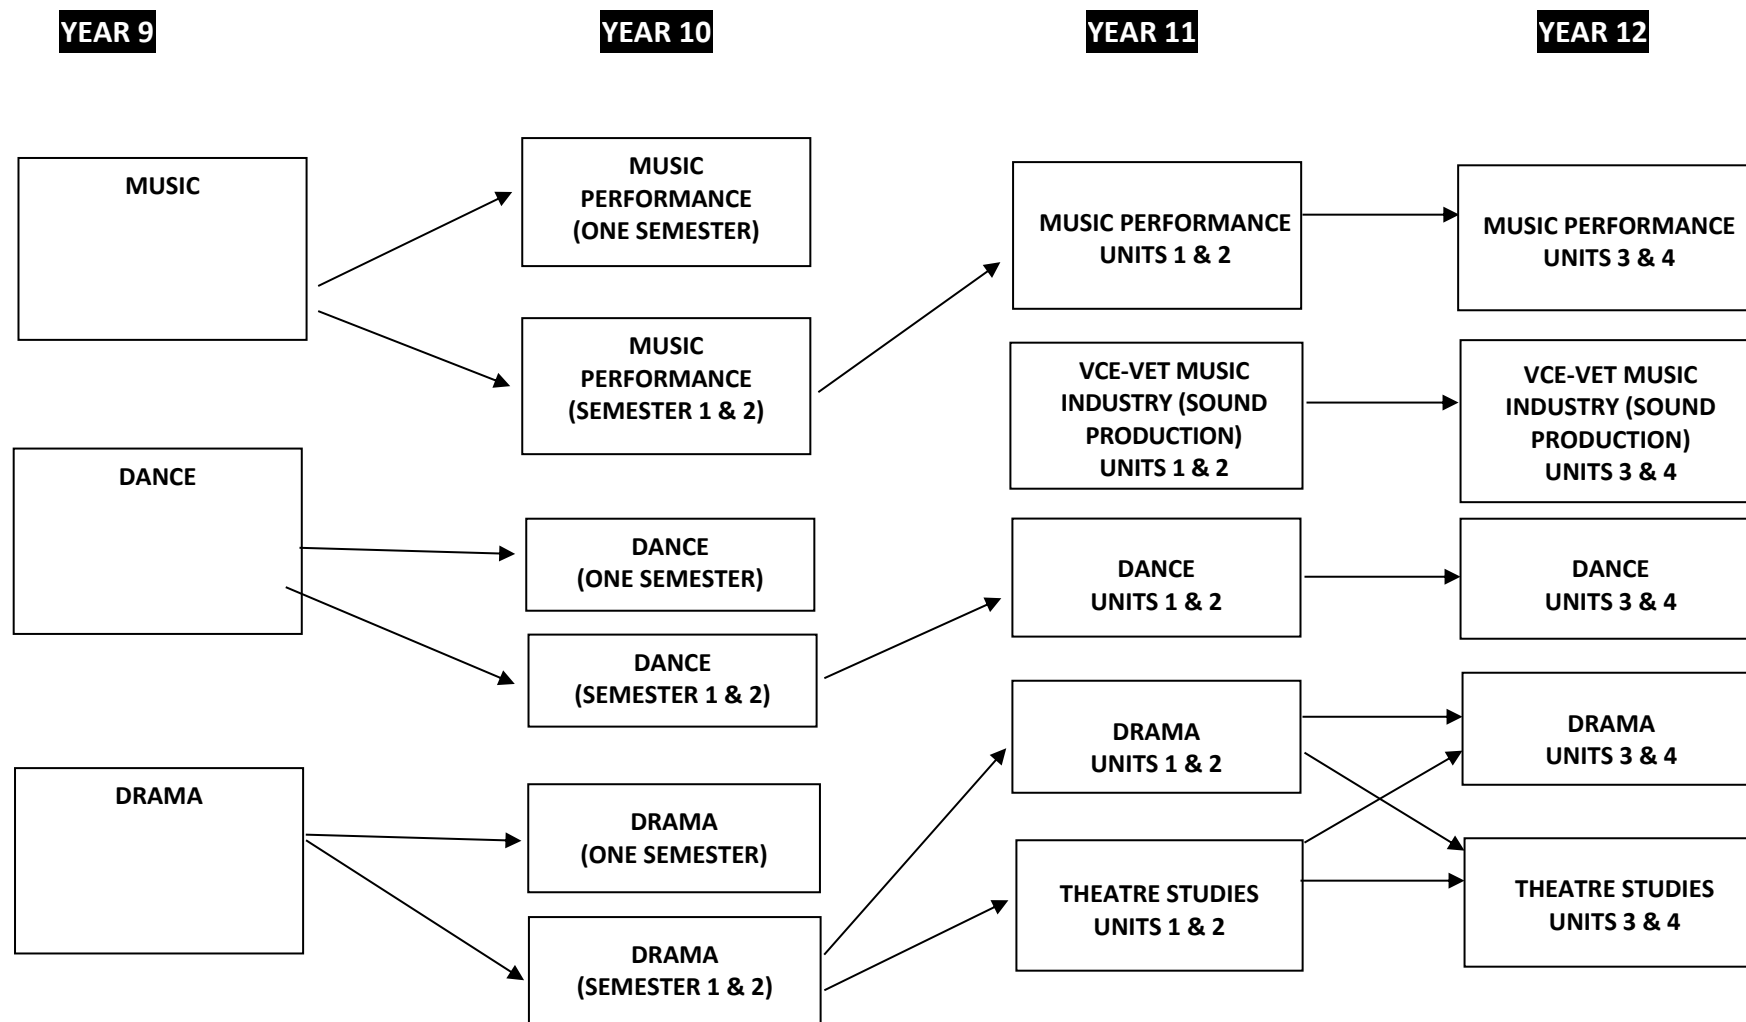 YEAR 9
YEAR 10
YEAR 11
YEAR 12
MUSIC
DANCE
DRAMA
MUSIC
PERFORMANCE
(ONE SEMESTER)
MUSIC
PERFORMANCE
(SEMESTER 1 & 2)
DANCE
(ONE SEMESTER)
DANCE
(SEMESTER 1 & 2)
DRAMA
(ONE SEMESTER)
DRAMA
(SEMESTER 1 & 2)
MUSIC PERFORMANCE
UNITS 1 & 2
VCE-VET MUSIC
INDUSTRY (SOUND
PRODUCTION)
UNITS 1 & 2
DANCE
UNITS 1 & 2
DRAMA
UNITS 1 & 2
THEATRE STUDIES
UNITS 1 & 2
MUSIC PERFORMANCE
UNITS 3 & 4
VCE-VET MUSIC
INDUSTRY (SOUND
PRODUCTION)
UNITS 3 & 4
DANCE
UNITS 3 & 4
DRAMA
UNITS 3 & 4
THEATRE STUDIES
UNITS 3 & 4